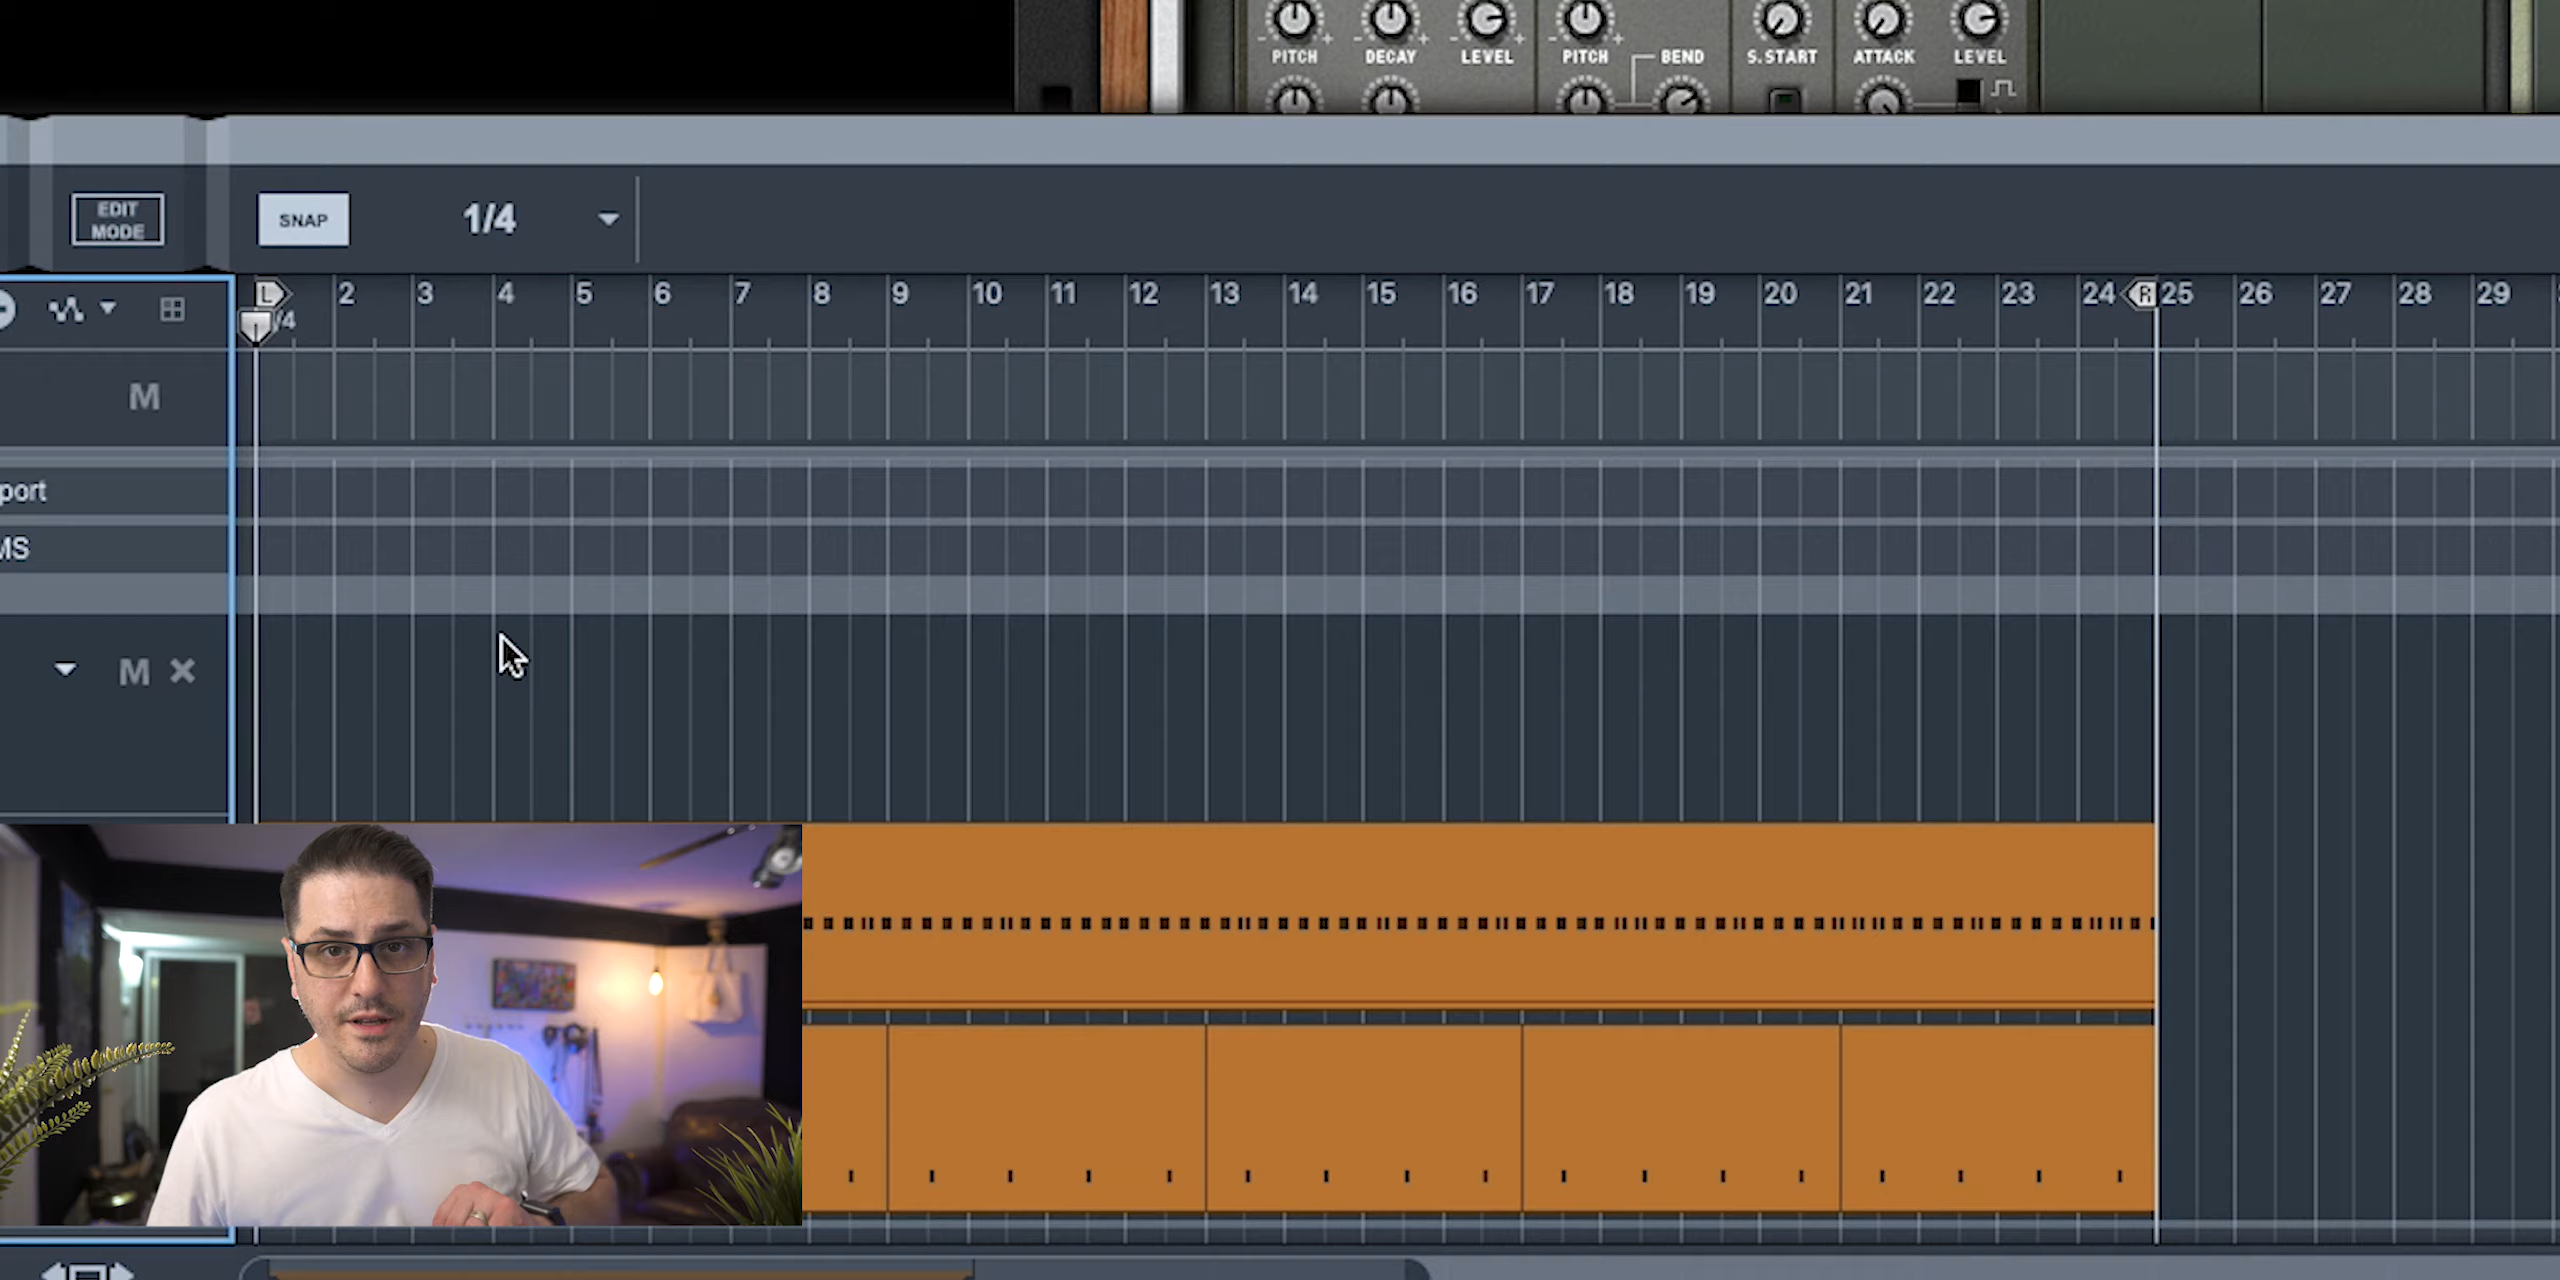 PITCH DECAY LEVEL PITCH BEND S.START ATTACK LEVEL
EDIT
MODE
SNAP
1/4
L 2 3 4 5 6 7 8 9 10 11 12 13 14 15 16 17 18 19 20 21 22 23 24 R 25 26 27 28 29
/4
M
port
MS
M